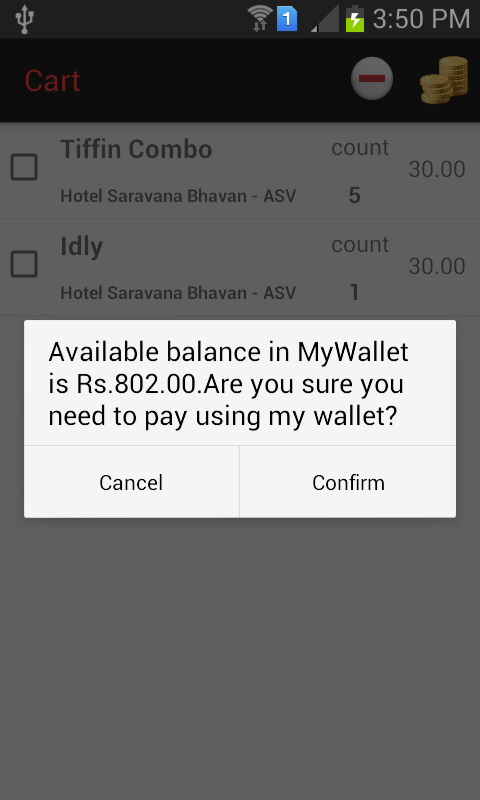 1 3:50 PM
Cart
Tiffin Combo count 30.00
Hotel Saravana Bhavan - ASV 5
Idly count 30.00
Hotel Saravana Bhavan - ASV 1
Available balance in MyWallet
is Rs.802.00.Are you sure you
need to pay using my wallet?
Cancel Confirm